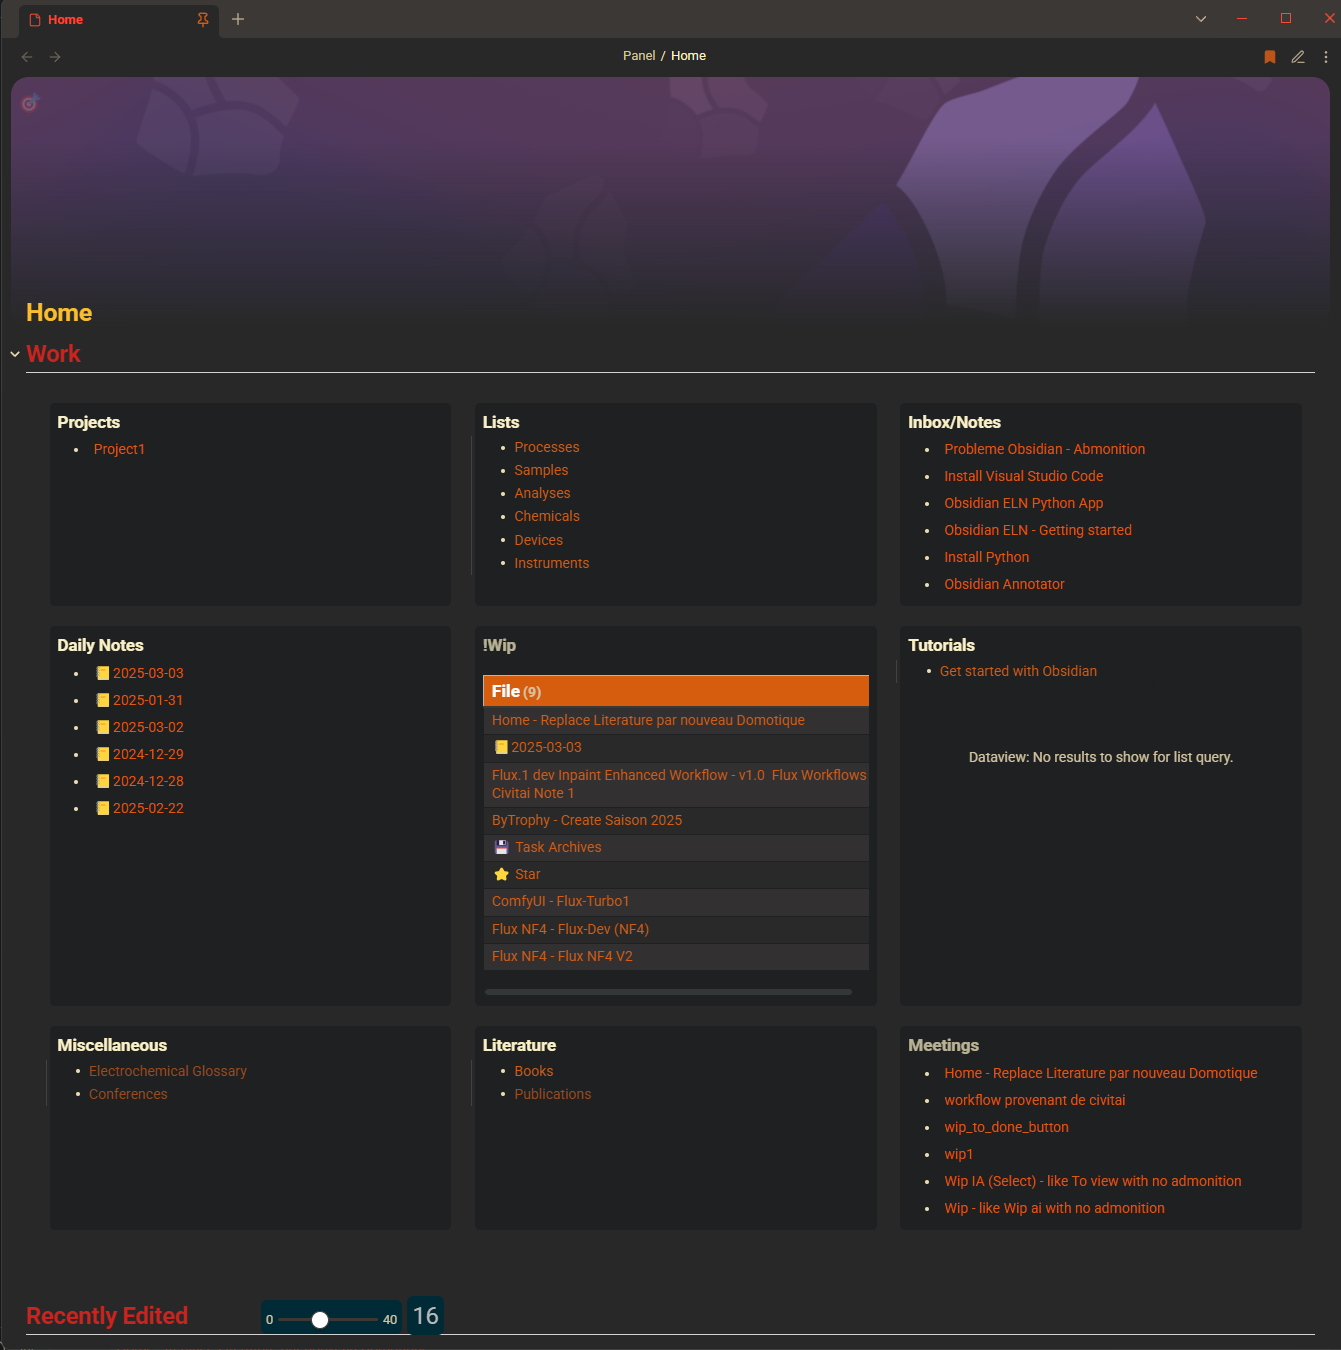 Home
Panel / Home
Home
Work
Projects
Project1
Lists
Processes
Samples
Analyses
Chemicals
Devices
Instruments
Inbox/Notes
Probleme Obsidian - Abmonition
Install Visual Studio Code
Obsidian ELN Python App
Obsidian ELN - Getting started
Install Python
Obsidian Annotator
Daily Notes
2025-03-03
2025-01-31
2025-03-02
2024-12-29
2024-12-28
2025-02-22
!Wip
File (9)
Home - Replace Literature par nouveau Domotique
2025-03-03
Flux.1 dev Inpaint Enhanced Workflow - v1.0 Flux Workflows
Civitai Note 1
ByTrophy - Create Saison 2025
Task Archives
Star
ComfyUI - Flux-Turbo1
Flux NF4 - Flux-Dev (NF4)
Flux NF4 - Flux NF4 V2
Tutorials
Get started with Obsidian
Dataview: No results to show for list query.
Miscellaneous
Electrochemical Glossary
Conferences
Literature
Books
Publications
Meetings
Home - Replace Literature par nouveau Domotique
workflow provenant de civitai
wip_to_done_button
wip1
Wip IA (Select) - like To view with no admonition
Wip - like Wip ai with no admonition
Recently Edited 0 40 16